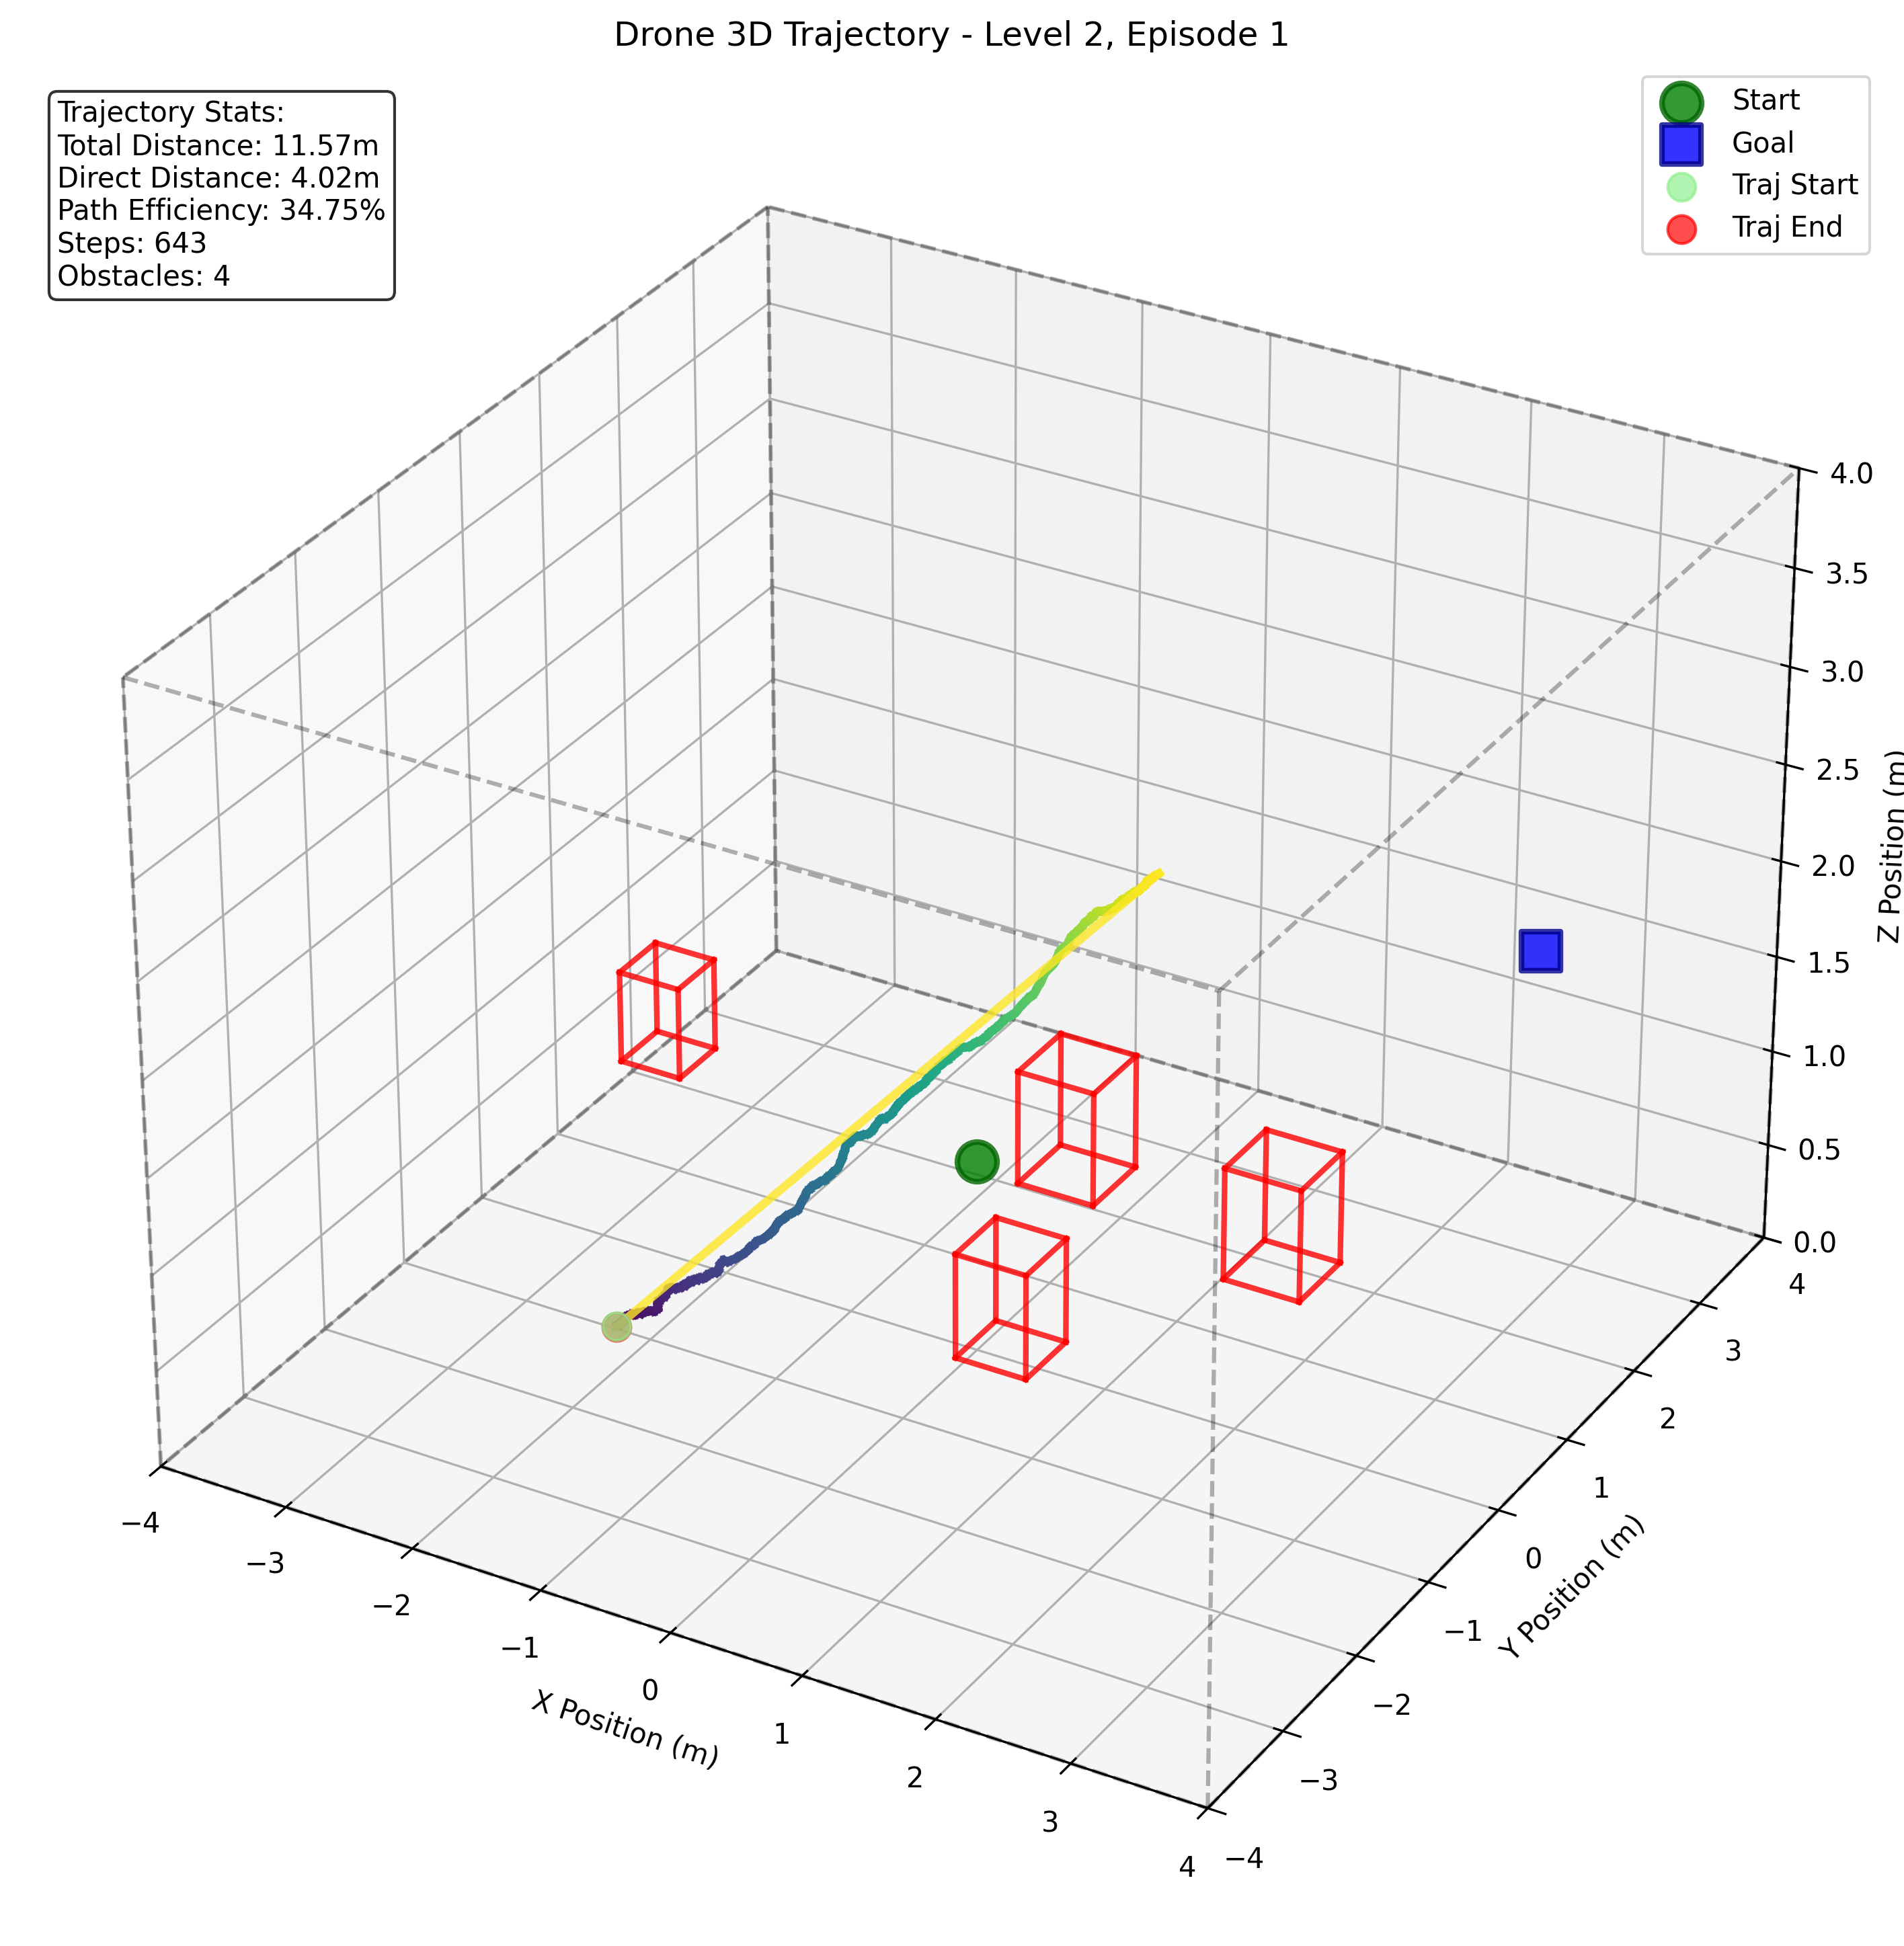 Drone 3D Trajectory - Level 2, Episode 1
Trajectory Stats:
Total Distance: 11.57m
Direct Distance: 4.02m
Path Efficiency: 34.75%
Steps: 643
Obstacles: 4
Start
Goal
Traj Start
Traj End
4.0
3.5
3.0
2.5
2.0
1.5
1.0
0.5
0.0
Z Position (m)
4
3
2
1
0
−1
−2
−3
−4
Y Position (m)
−4
−3
−2
−1
0
1
2
3
4
X Position (m)